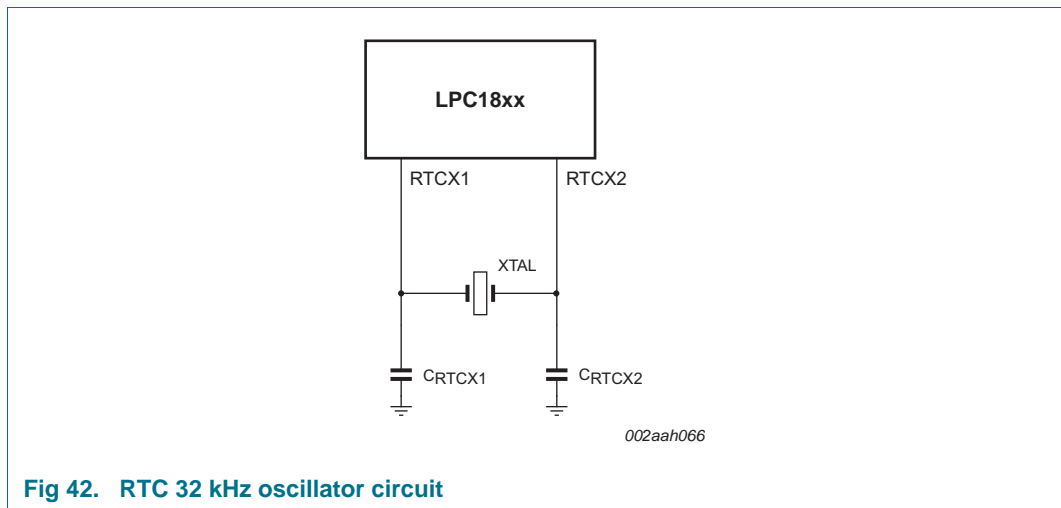 LPC18xx
RTCX1 RTCX2
XTAL
CRTCX1 CRTCX2
002aah066
Fig 42. RTC 32 kHz oscillator circuit